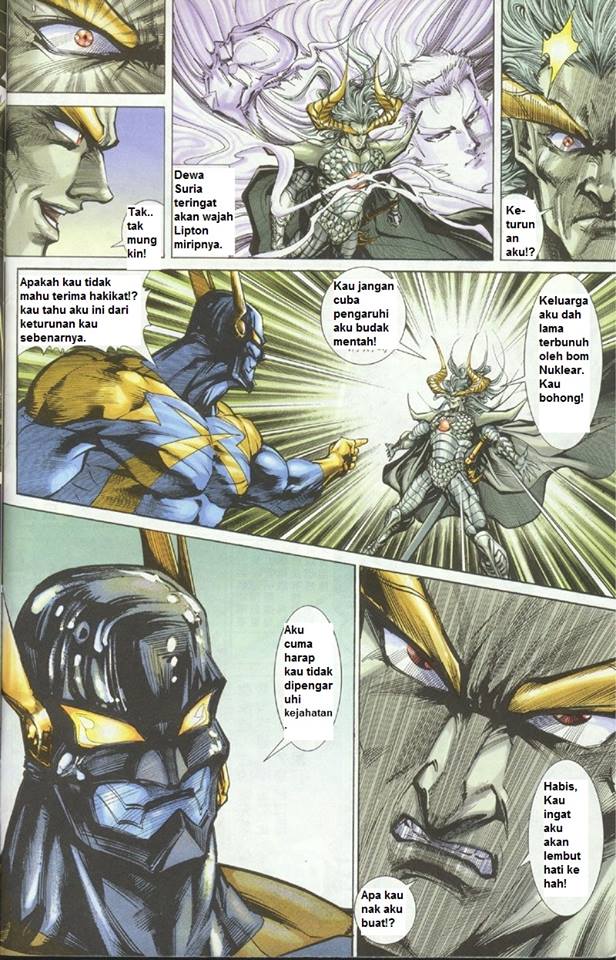 Tak..
tak
mung
kin!
Dewa
Suria
teringat
akan wajah
Lipton
miripnya.
Ke-
turun
an
aku!?
Apakah kau tidak
mahu terima hakikat!?
kau tahu aku ini dari
keturunan kau
sebenarnya.
Kau jangan
cuba
pengaruhi
aku budak
mentah!
Keluarga
aku dah
lama
terbunuh
oleh bom
Nuklear.
Kau
bohong!
Aku
cuma
harap
kau tidak
dipengar
uhi
kejahatan
.
Habis,
Kau
ingat
aku
akan
lembut
hati ke
hah!
Apa kau
nak aku
buat!?